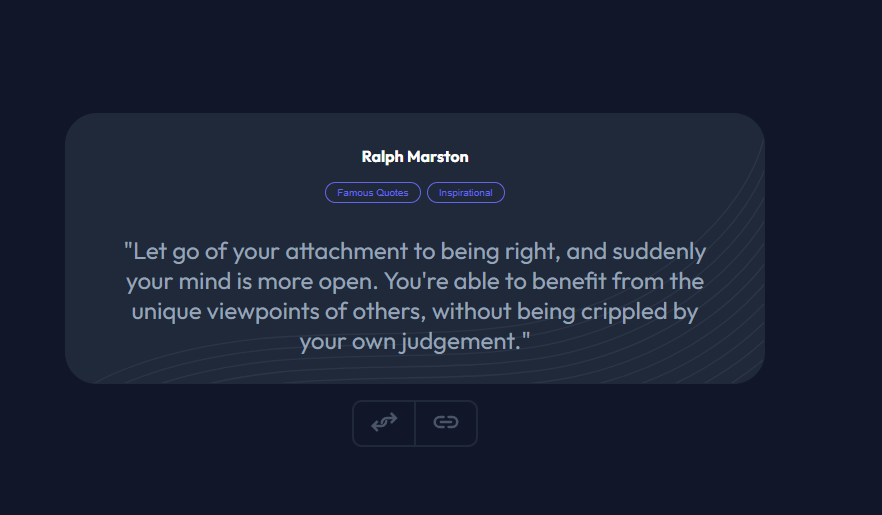 Ralph Marston
Famous Quotes
Inspirational
"Let go of your attachment to being right, and suddenly
your mind is more open. You're able to benefit from the
unique viewpoints of others, without being crippled by
your own judgement."